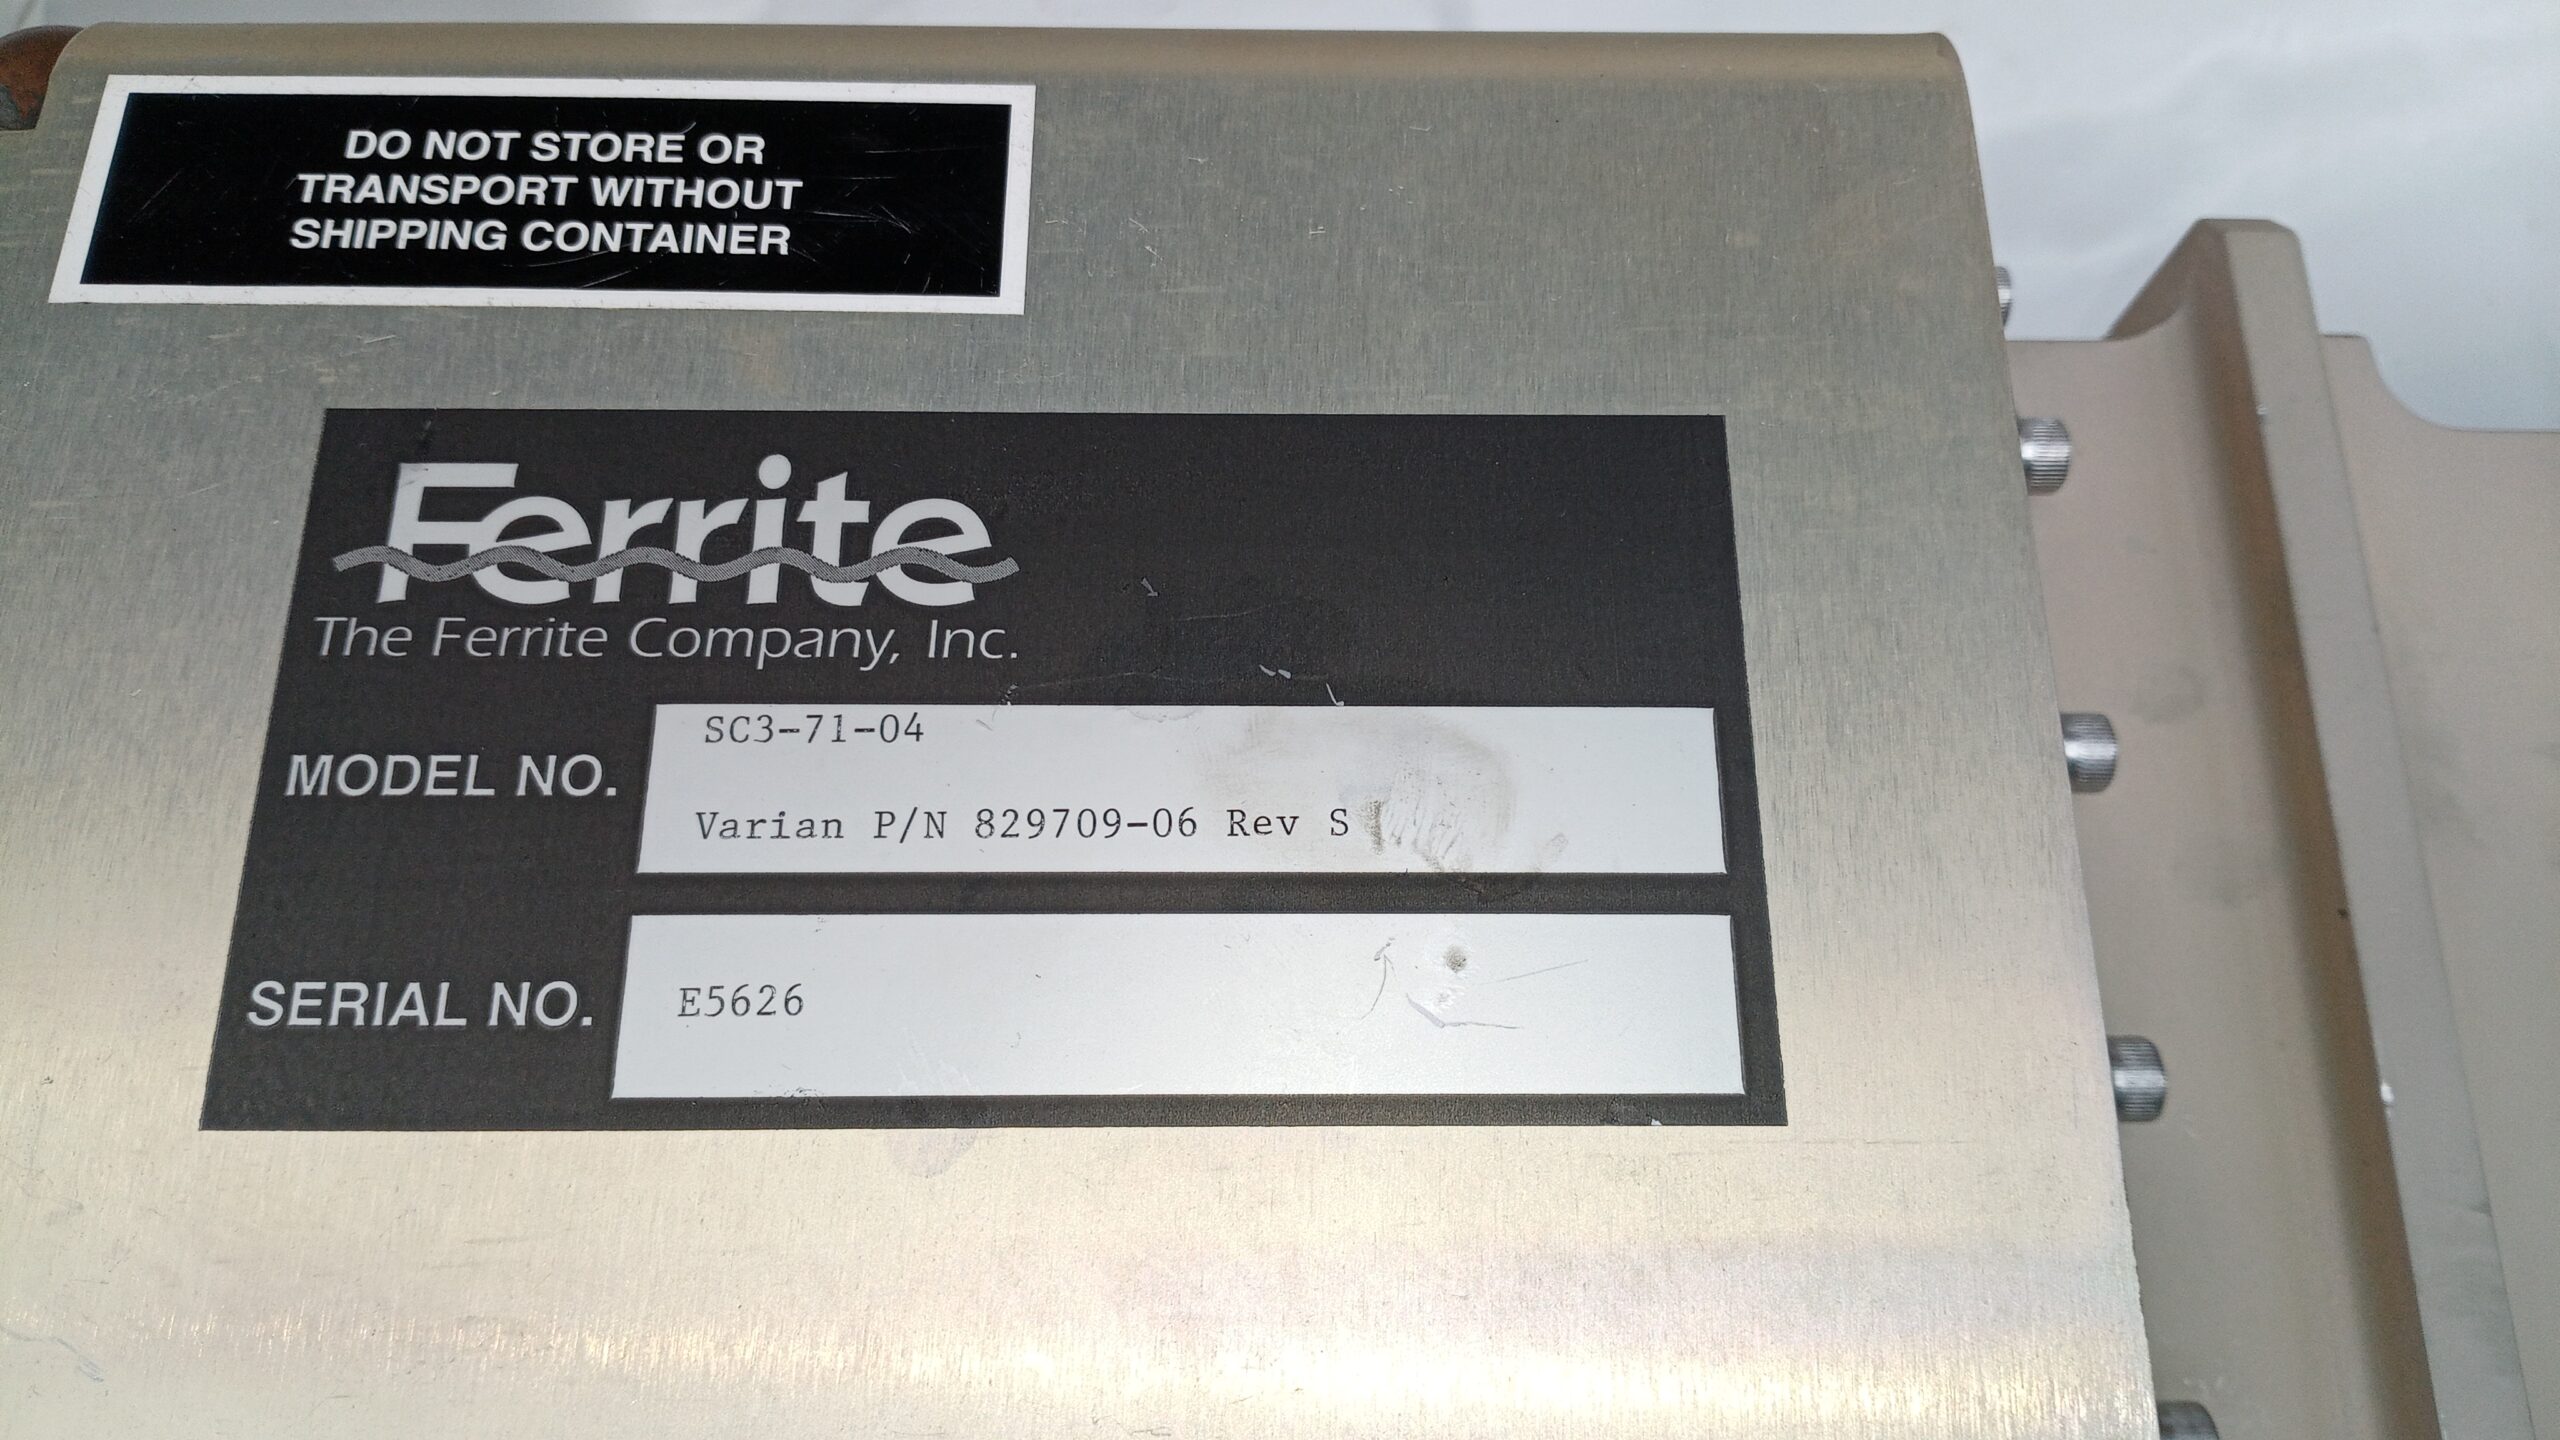 DO NOT STORE OR
TRANSPORT WITHOUT
SHIPPING CONTAINER
Ferrite
The Ferrite Company, Inc.
MODEL NO.
SC3-71-04
Varian P/N 829709-06 Rev S
SERIAL NO.
E5626